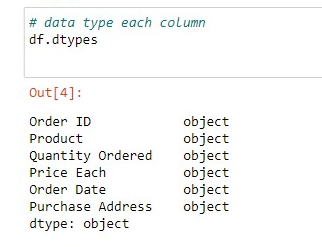 # data type each column
df.dtypes
Out[4]:
Order ID object
Product object
Quantity Ordered object
Price Each object
Order Date object
Purchase Address object
dtype: object